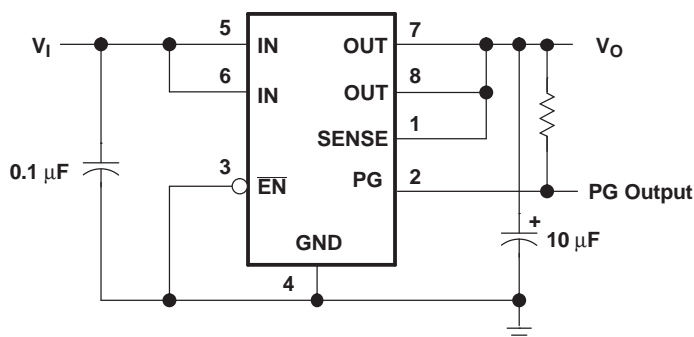 V_I 5 IN OUT 7 V_O
6 IN OUT 8
SENSE 1
0.1 μF 3 E̅N̅ PG 2 PG Output
GND + 10 μF
4